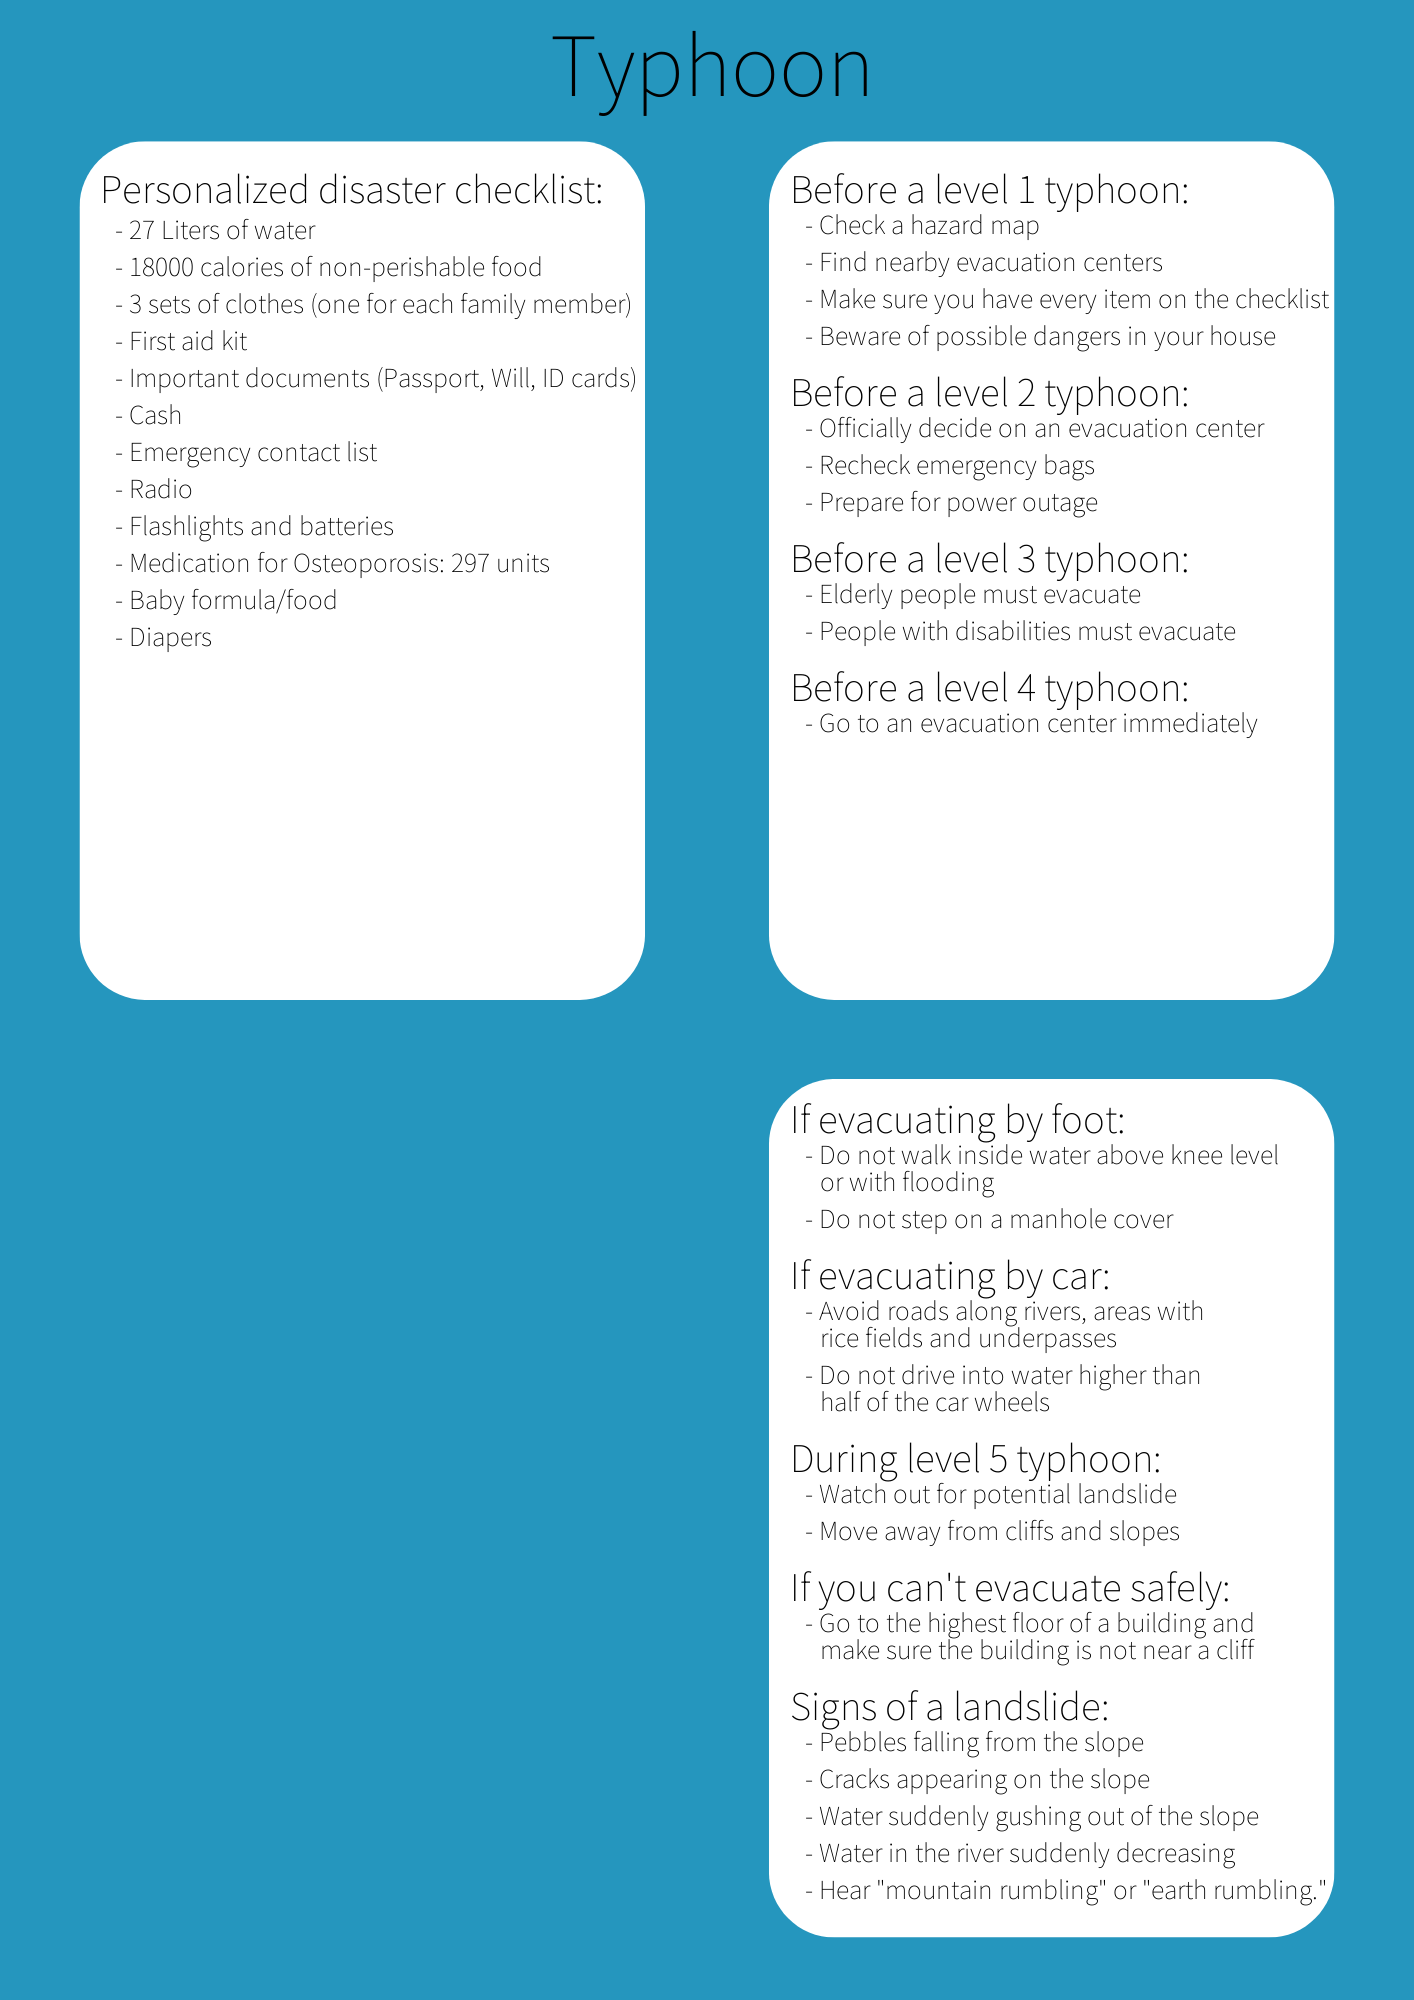 Typhoon
Personalized disaster checklist:
- 27 Liters of water
- 18000 calories of non-perishable food
- 3 sets of clothes (one for each family member)
- First aid kit
- Important documents (Passport, Will, ID cards)
- Cash
- Emergency contact list
- Radio
- Flashlights and batteries
- Medication for Osteoporosis: 297 units
- Baby formula/food
- Diapers
Before a level 1 typhoon:
- Check a hazard map
- Find nearby evacuation centers
- Make sure you have every item on the checklist
- Beware of possible dangers in your house
Before a level 2 typhoon:
- Officially decide on an evacuation center
- Recheck emergency bags
- Prepare for power outage
Before a level 3 typhoon:
- Elderly people must evacuate
- People with disabilities must evacuate
Before a level 4 typhoon:
- Go to an evacuation center immediately
If evacuating by foot:
- Do not walk inside water above knee level
or with flooding
- Do not step on a manhole cover
If evacuating by car:
- Avoid roads along rivers, areas with
rice fields and underpasses
- Do not drive into water higher than
half of the car wheels
During level 5 typhoon:
- Watch out for potential landslide
- Move away from cliffs and slopes
If you can't evacuate safely:
- Go to the highest floor of a building and
make sure the building is not near a cliff
Signs of a landslide:
- Pebbles falling from the slope
- Cracks appearing on the slope
- Water suddenly gushing out of the slope
- Water in the river suddenly decreasing
- Hear "mountain rumbling" or "earth rumbling."